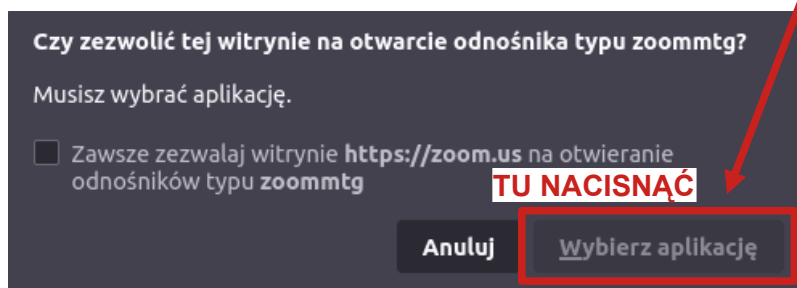 Czy zezwolić tej witrynie na otwarcie odnośnika typu zoommtg?
Musisz wybrać aplikację.
Zawsze zezwalaj witrynie https://zoom.us na otwieranie
odnośników typu zoommtg
TU NACISNĄĆ
Anuluj
Wybierz aplikację